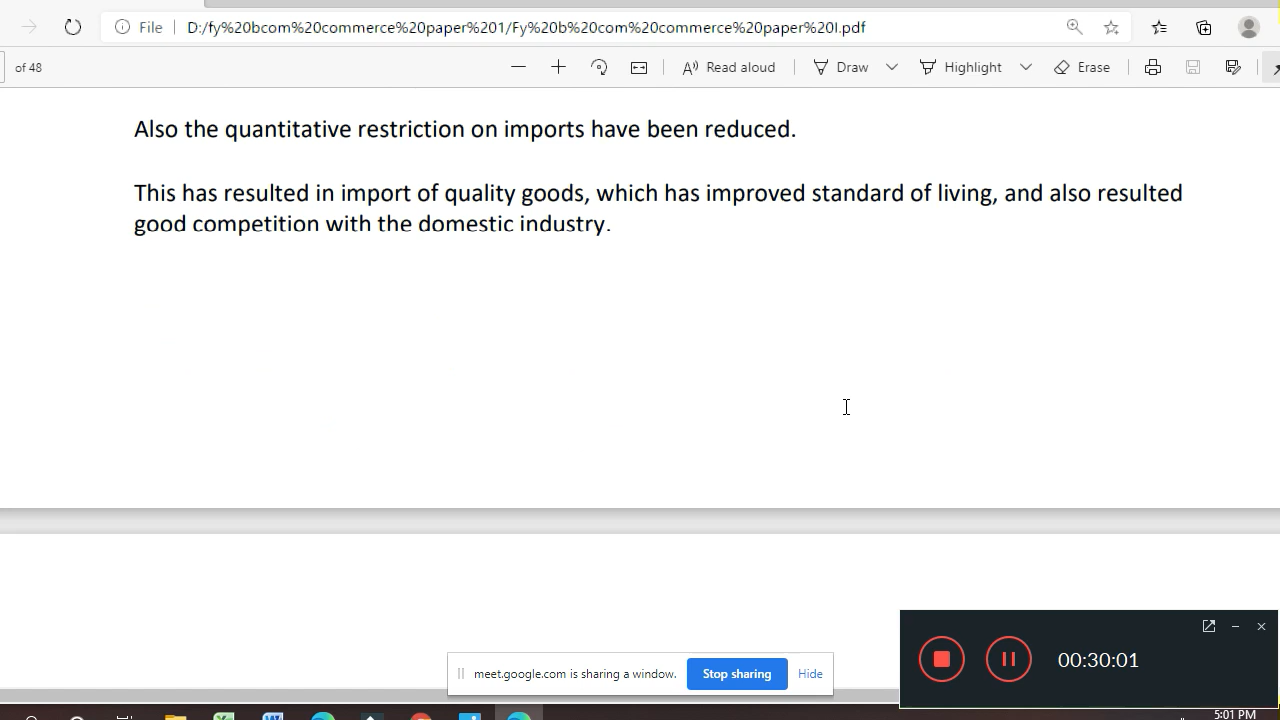 File D:/fy%20bcom%20commerce%20paper%201/Fy%20b%20com%20commerce%20paper%20I.pdf
of 48 Read aloud Draw Highlight Erase
Also the quantitative restriction on imports have been reduced.
This has resulted in import of quality goods, which has improved standard of living, and also resulted
good competition with the domestic industry.
meet.google.com is sharing a window. Stop sharing Hide
00:30:01
5:01 PM